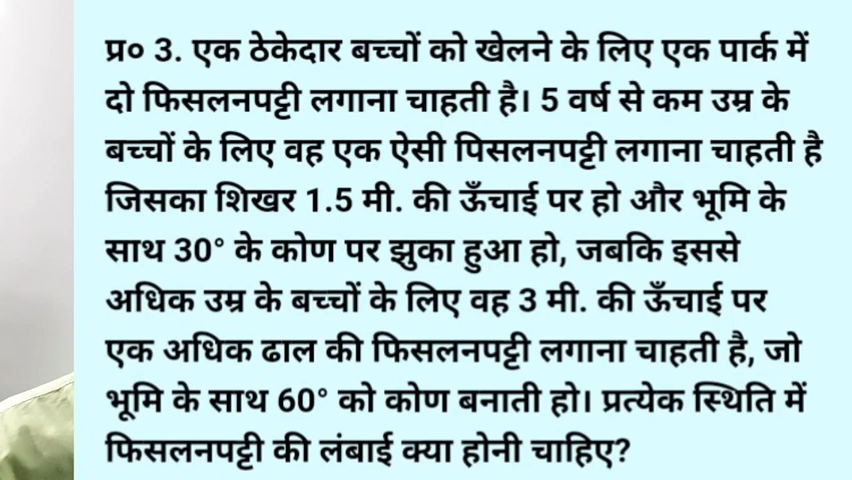 प्र० 3. एक ठेकेदार बच्चों को खेलने के लिए एक पार्क में
दो फिसलनपट्टी लगाना चाहती है। 5 वर्ष से कम उम्र के
बच्चों के लिए वह एक ऐसी पिसलनपट्टी लगाना चाहती है
जिसका शिखर 1.5 मी. की ऊँचाई पर हो और भूमि के
साथ 30° के कोण पर झुका हुआ हो, जबकि इससे
अधिक उम्र के बच्चों के लिए वह 3 मी. की ऊँचाई पर
एक अधिक ढाल की फिसलनपट्टी लगाना चाहती है, जो
भूमि के साथ 60° को कोण बनाती हो। प्रत्येक स्थिति में
फिसलनपट्टी की लंबाई क्या होनी चाहिए?